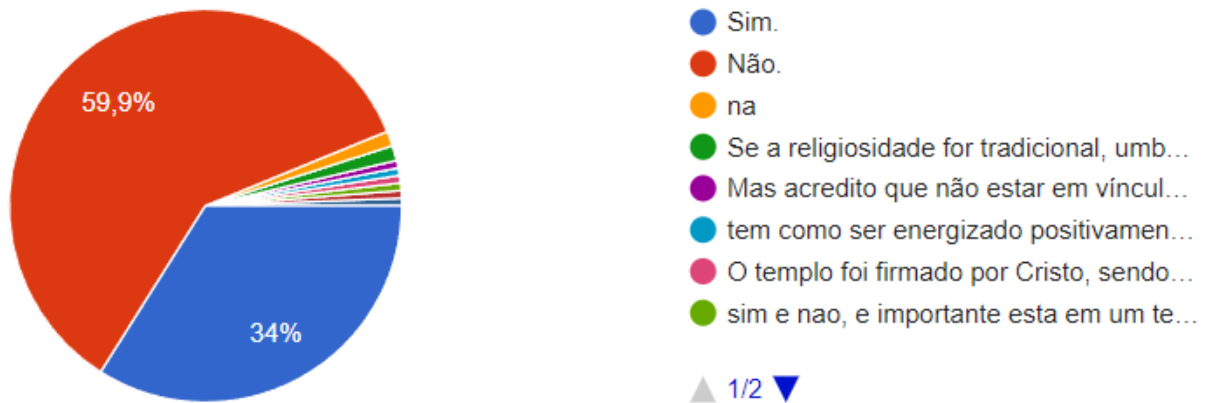 59,9%
34%
Sim.
Não.
na
Se a religiosidade for tradicional, umb...
Mas acredito que não estar em víncul...
tem como ser energizado positivamen...
O templo foi firmado por Cristo, sendo...
sim e nao, e importante esta em um te...
1/2